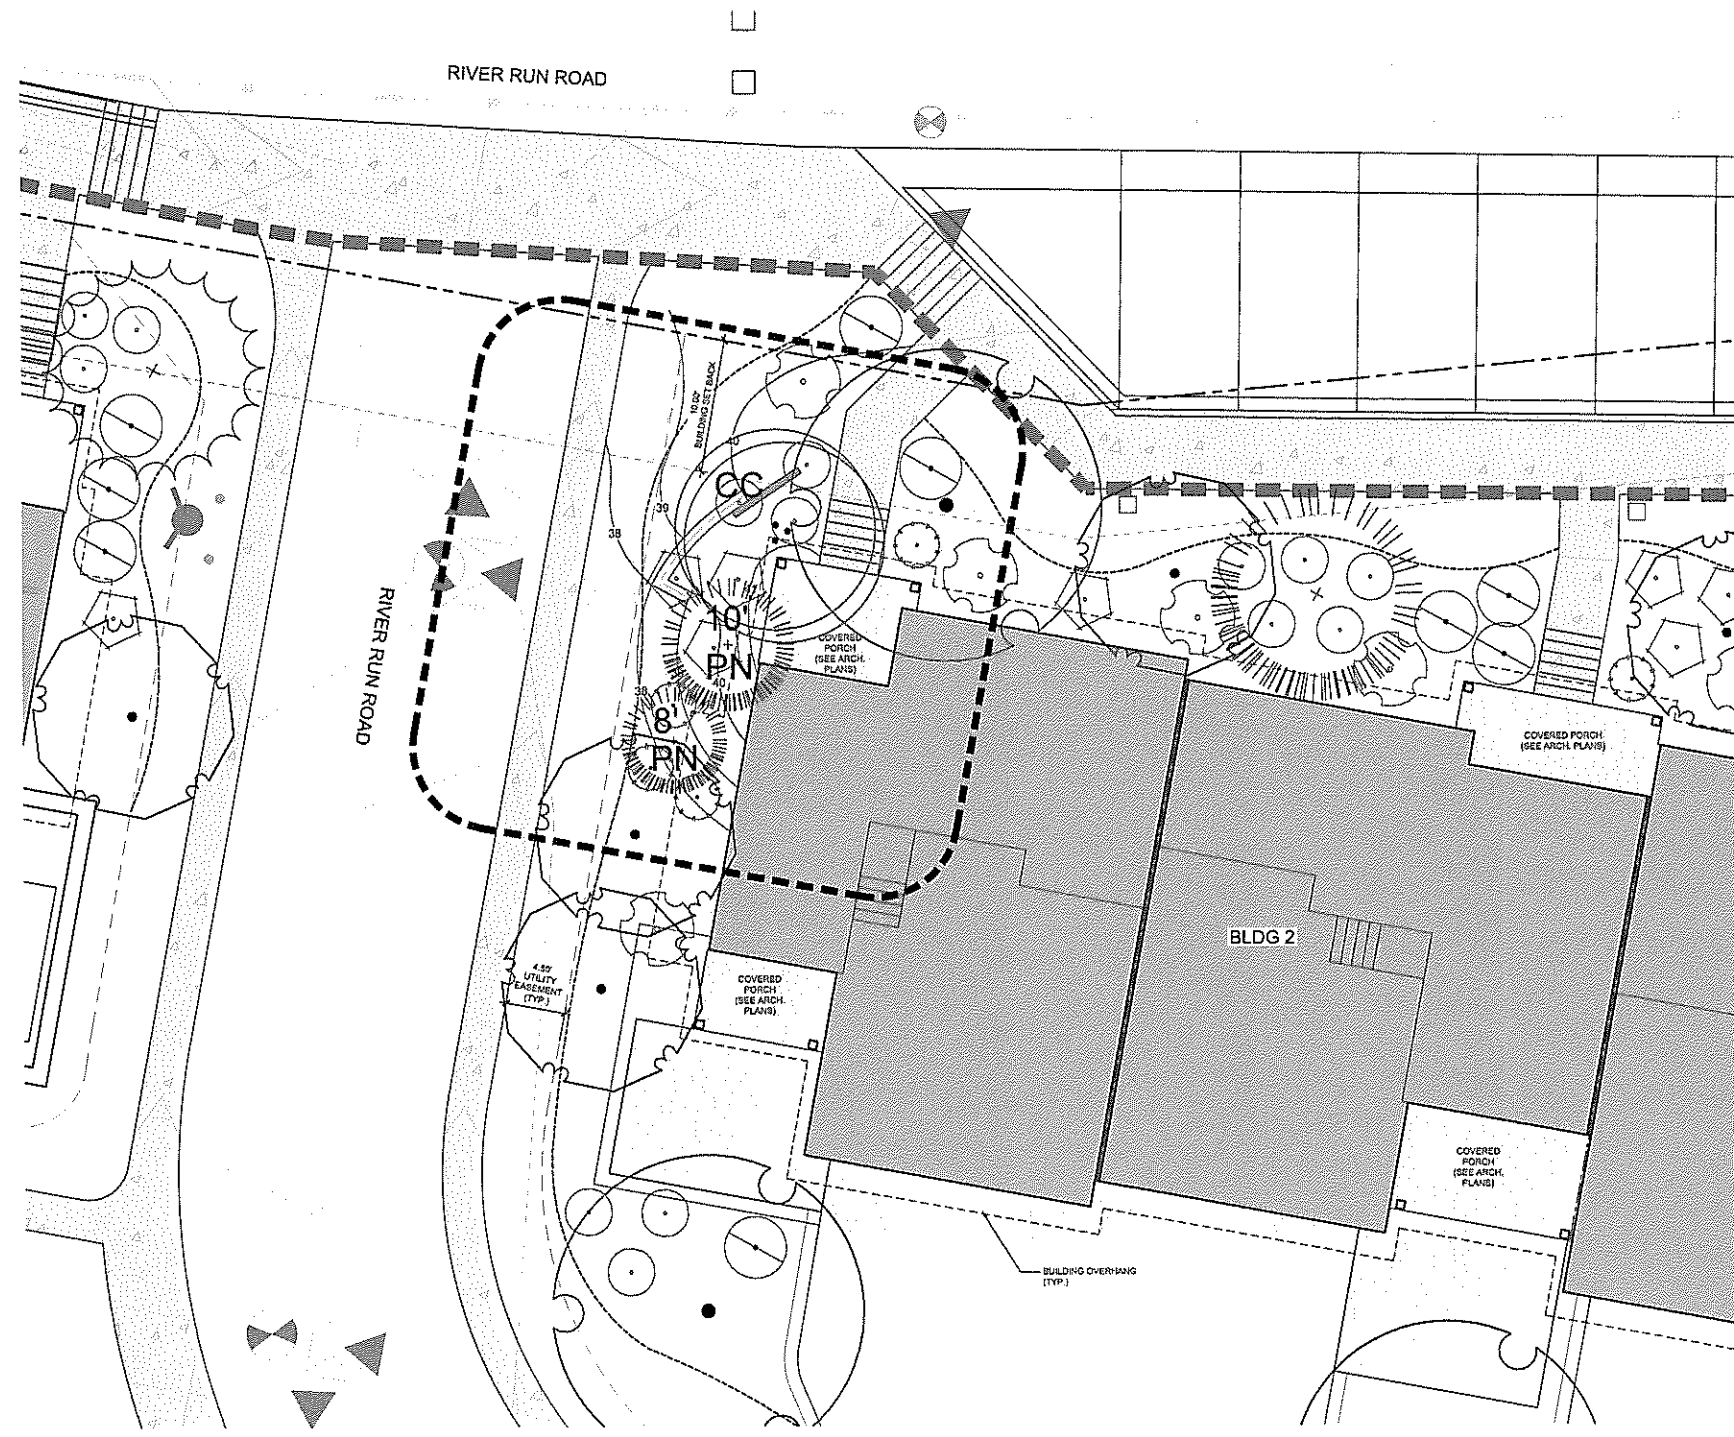 RIVER RUN ROAD
10.00'
BUILDING SET BACK
40
CC
39
38
10'
PN
40
38
8'
PN
RIVER RUN ROAD
COVERED
PORCH
(SEE ARCH.
PLANS)
COVERED PORCH
(SEE ARCH. PLANS)
BLDG 2
4.50'
UTILITY
EASEMENT
(TYP.)
COVERED
PORCH
(SEE ARCH.
PLANS)
COVERED
PORCH
(SEE ARCH.
PLANS)
BUILDING OVERHANG
(TYP.)